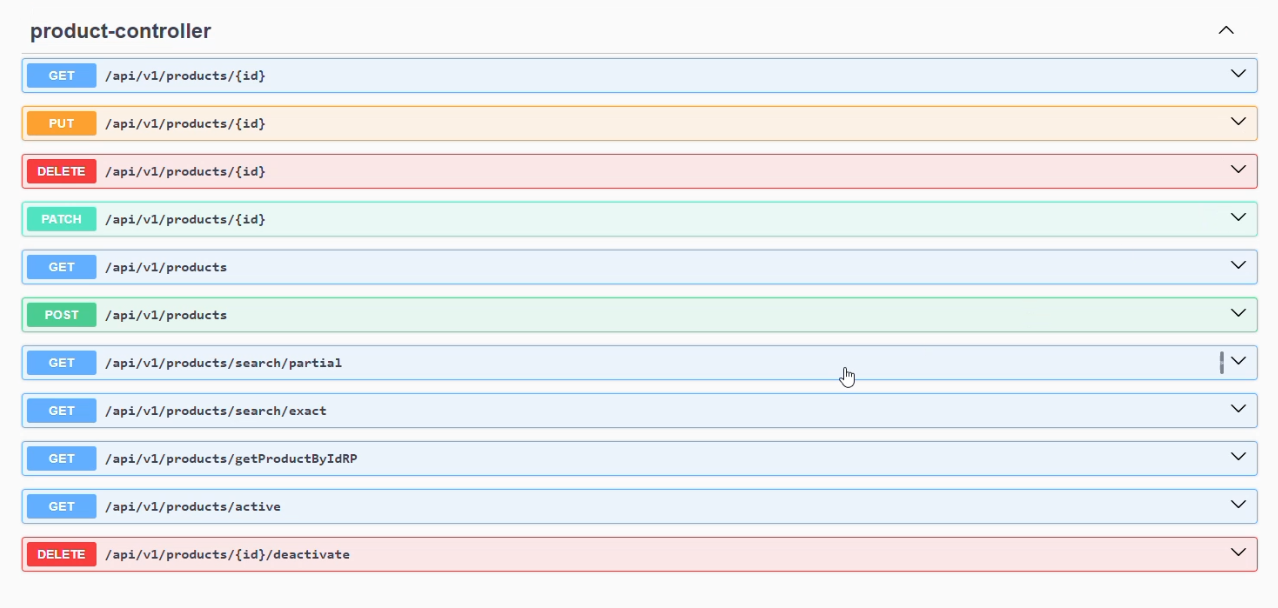 product-controller
GET /api/v1/products/{id}
PUT /api/v1/products/{id}
DELETE /api/v1/products/{id}
PATCH /api/v1/products/{id}
GET /api/v1/products
POST /api/v1/products
GET /api/v1/products/search/partial
GET /api/v1/products/search/exact
GET /api/v1/products/getProductByIdRP
GET /api/v1/products/active
DELETE /api/v1/products/{id}/deactivate